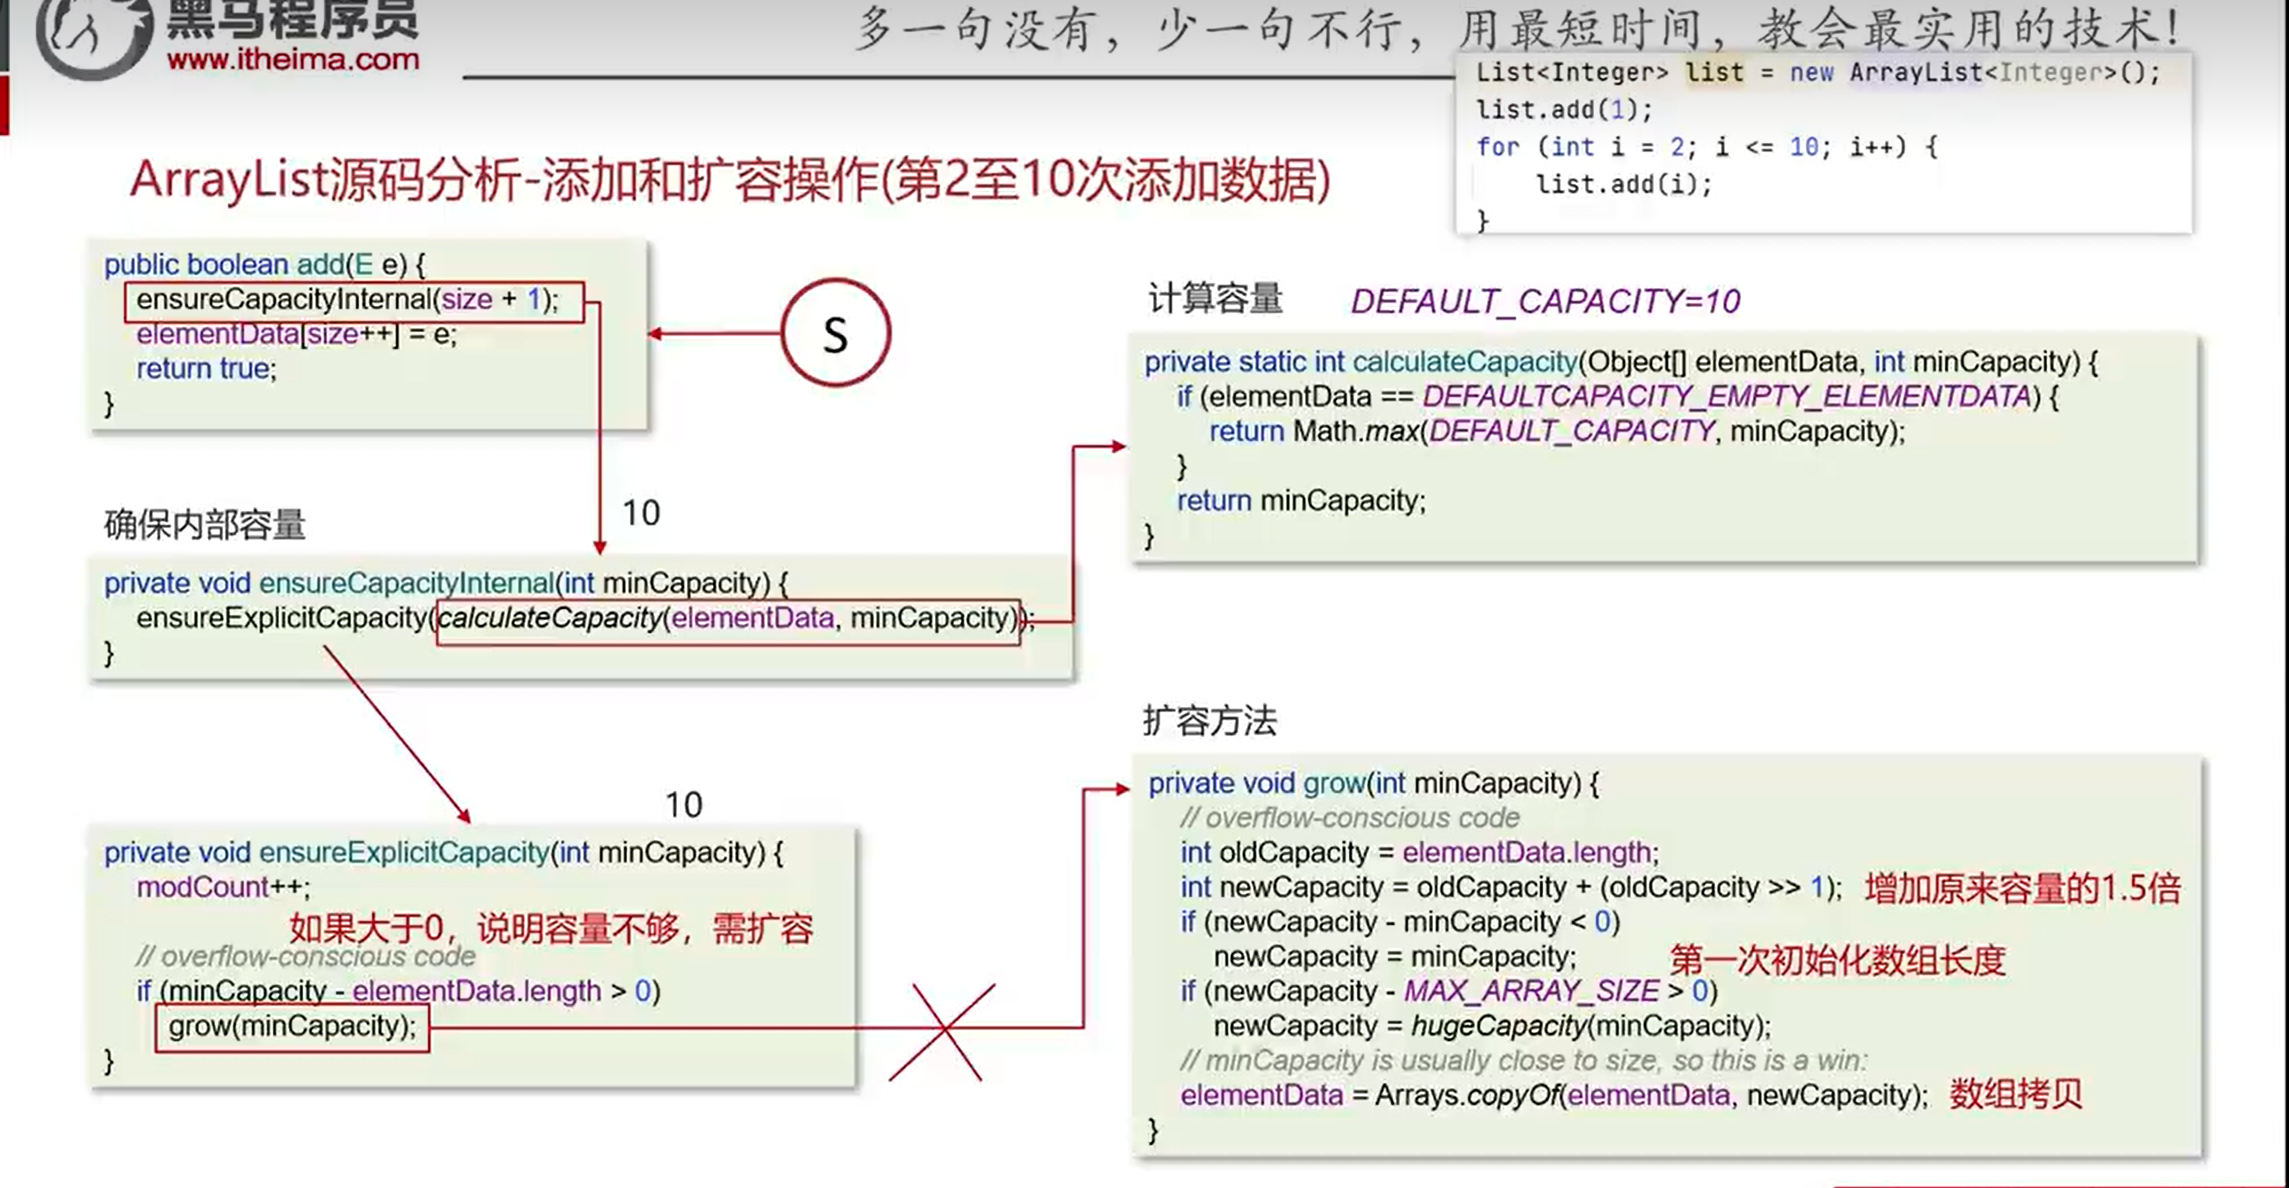 黑马程序员
www.itheima.com
多一句没有，少一句不行，用最短时间，教会最实用的技术！
List<Integer> list = new ArrayList<Integer>();
list.add(1);
for (int i = 2; i <= 10; i++) {
list.add(i);
}
ArrayList源码分析-添加和扩容操作(第2至10次添加数据)
public boolean add(E e) {
ensureCapacityInternal(size + 1);
elementData[size++] = e;
return true;
}
S
计算容量 DEFAULT_CAPACITY=10
private static int calculateCapacity(Object[] elementData, int minCapacity) {
if (elementData == DEFAULTCAPACITY_EMPTY_ELEMENTDATA) {
return Math.max(DEFAULT_CAPACITY, minCapacity);
}
return minCapacity;
}
10
确保内部容量
private void ensureCapacityInternal(int minCapacity) {
ensureExplicitCapacity(calculateCapacity(elementData, minCapacity));
}
10
private void ensureExplicitCapacity(int minCapacity) {
modCount++;
如果大于0，说明容量不够，需扩容
// overflow-conscious code
if (minCapacity - elementData.length > 0)
grow(minCapacity);
}
扩容方法
private void grow(int minCapacity) {
// overflow-conscious code
int oldCapacity = elementData.length;
int newCapacity = oldCapacity + (oldCapacity >> 1); 增加原来容量的1.5倍
if (newCapacity - minCapacity < 0)
newCapacity = minCapacity; 第一次初始化数组长度
if (newCapacity - MAX_ARRAY_SIZE > 0)
newCapacity = hugeCapacity(minCapacity);
// minCapacity is usually close to size, so this is a win:
elementData = Arrays.copyOf(elementData, newCapacity); 数组拷贝
}